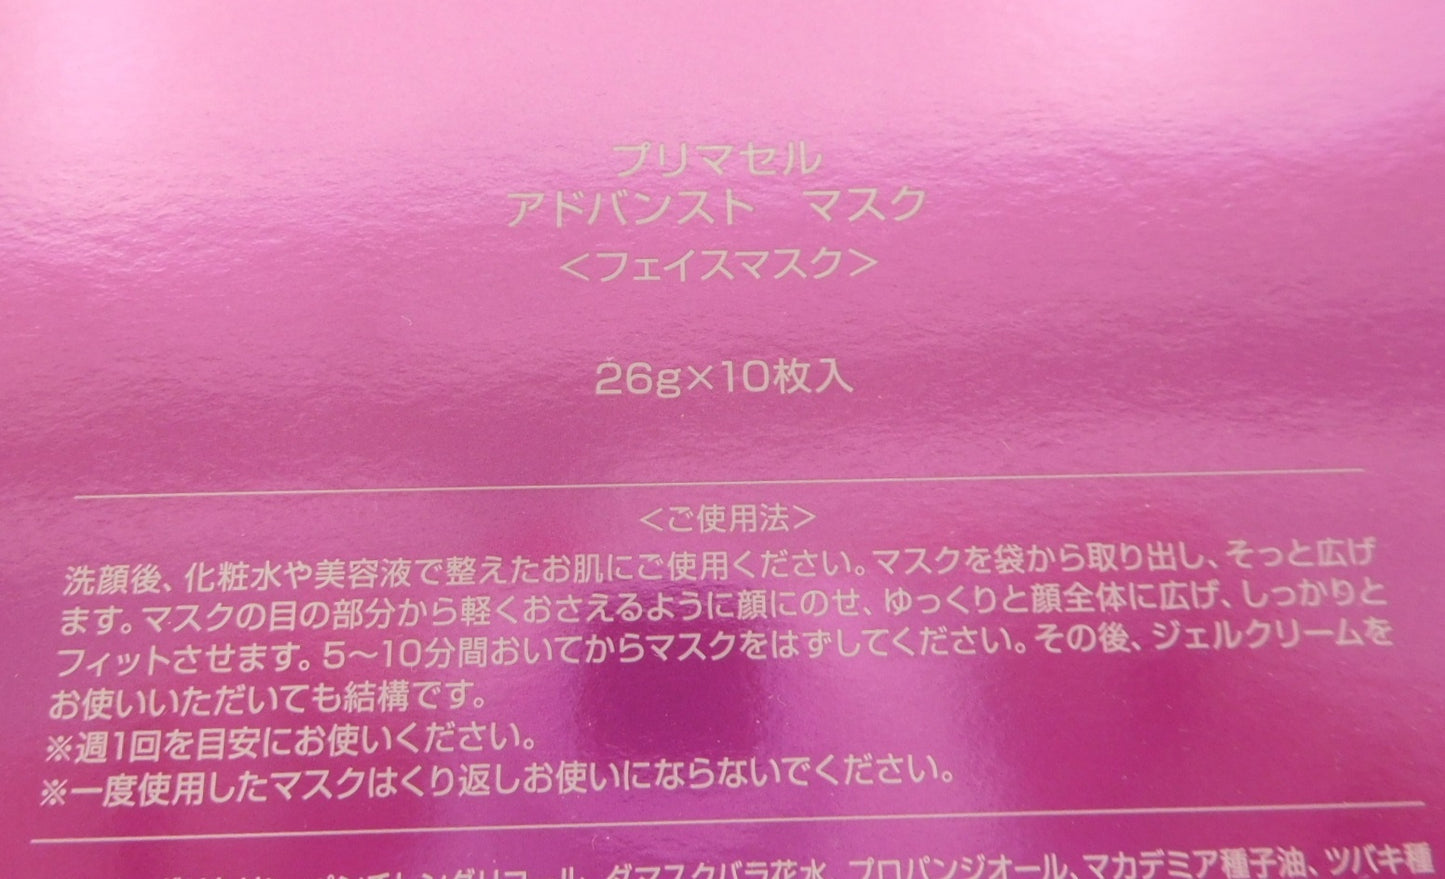 プリマセル
アドバンスト　マスク
＜フェイスマスク＞
26g×10枚入
＜ご使用法＞
洗顔後、化粧水や美容液で整えたお肌にご使用ください。マスクを袋から取り出し、そっと広げ
ます。マスクの目の部分から軽くおさえるように顔にのせ、ゆっくりと顔全体に広げ、しっかりと
フィットさせます。5～10分間おいてからマスクをはずしてください。その後、ジェルクリームを
お使いいただいても結構です。
※週1回を目安にお使いください。
※一度使用したマスクはくり返しお使いにならないでください。
ダマスクバラ花水、プロパンジオール、マカデミア種子油、ツバキ種